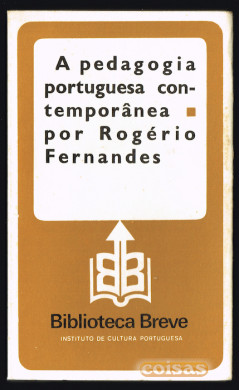 A pedagogia
portuguesa con-
temporânea ■
por Rogério
Fernandes
BB
Biblioteca Breve
INSTITUTO DE CULTURA PORTUGUESA
coisas